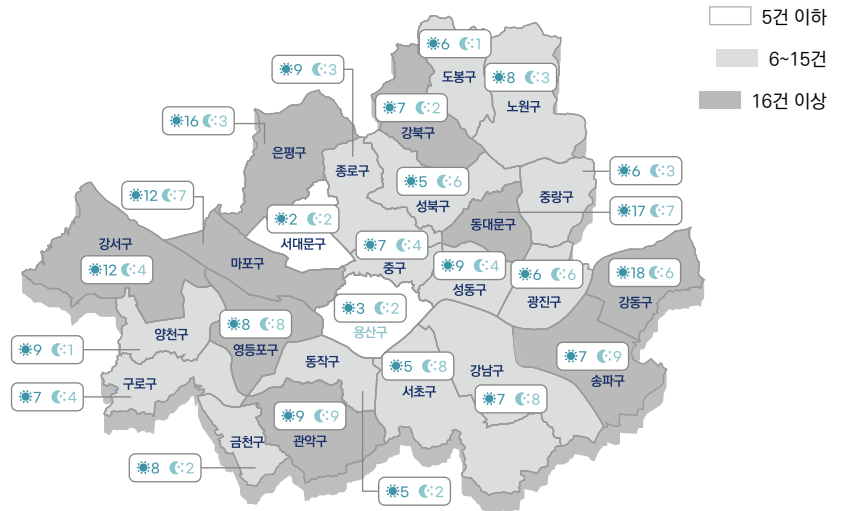 5건 이하
6~15건
16건 이상
6 1
도봉구
9 3
8 3
노원구
7 2
강북구
16 3
은평구
종로구
5 6
성북구
6 3
중랑구
12 7
2 2
서대문구
17 7
동대문구
강서구
12 4
마포구
7 4
중구
9 4
성동구
6 6
광진구
18 6
강동구
3 2
용산구
8 8
영등포구
양천구
9 1
동작구
5 8
서초구
강남구
7 8
7 9
송파구
구로구
7 4
9 9
관악구
금천구
8 2
5 2